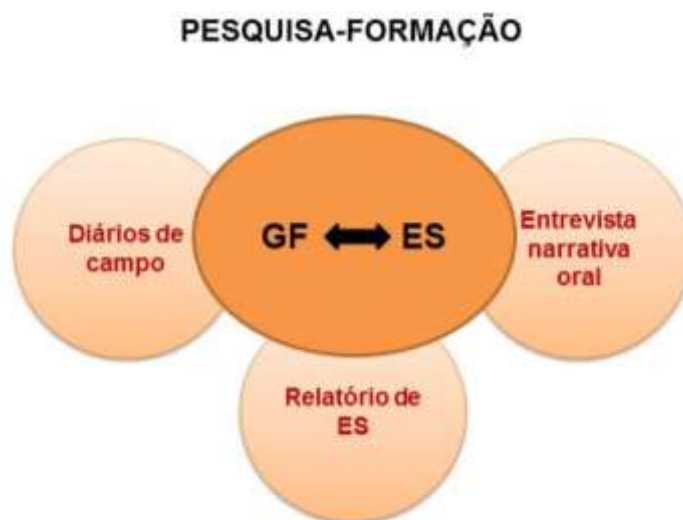 PESQUISA-FORMAÇÃO
Diários de
campo
GF ES
Entrevista
narrativa
oral
Relatório de
ES